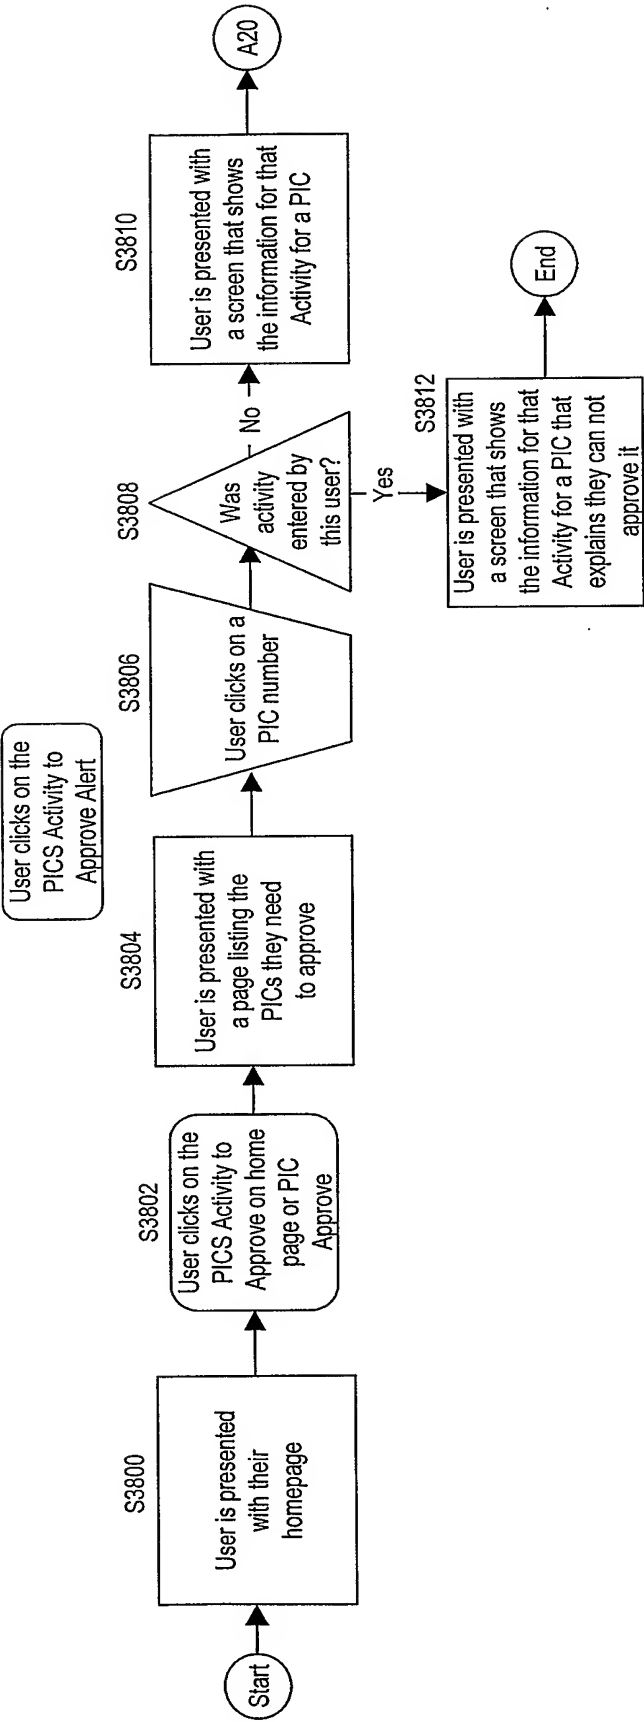 Start
S3800
User is presented
with their
homepage
S3802
User clicks on the
PICS Activity to
Approve on home
page or PIC
Approve
S3804
User is presented with
a page listing the
PICs they need
to approve
User clicks on the
PICS Activity to
Approve Alert
S3806
User clicks on a
PIC number
S3808
Was
activity
entered by
this user?
No
Yes
S3810
User is presented with
a screen that shows
the information for that
Activity for a PIC
A20
S3812
User is presented with
a screen that shows
the information for that
Activity for a PIC that
explains they can not
approve it
End